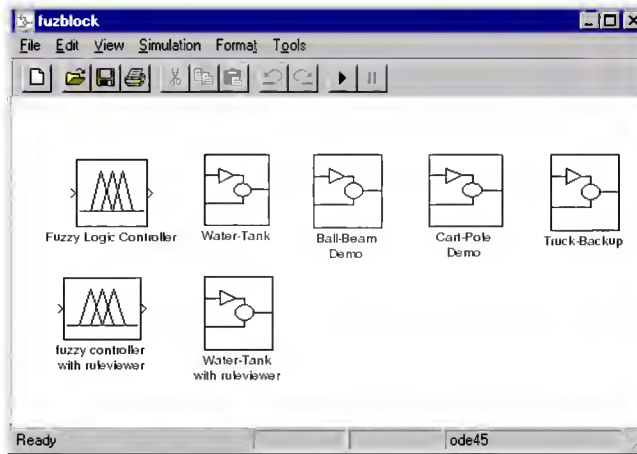 fuzblock
File Edit View Simulation Format Tools
Fuzzy Logic Controller
Water-Tank
Ball-Beam
Demo
Cart-Pole
Demo
Truck-Backup
fuzzy controller
with ruleviewer
Water-Tank
with ruleviewer
Ready
ode45